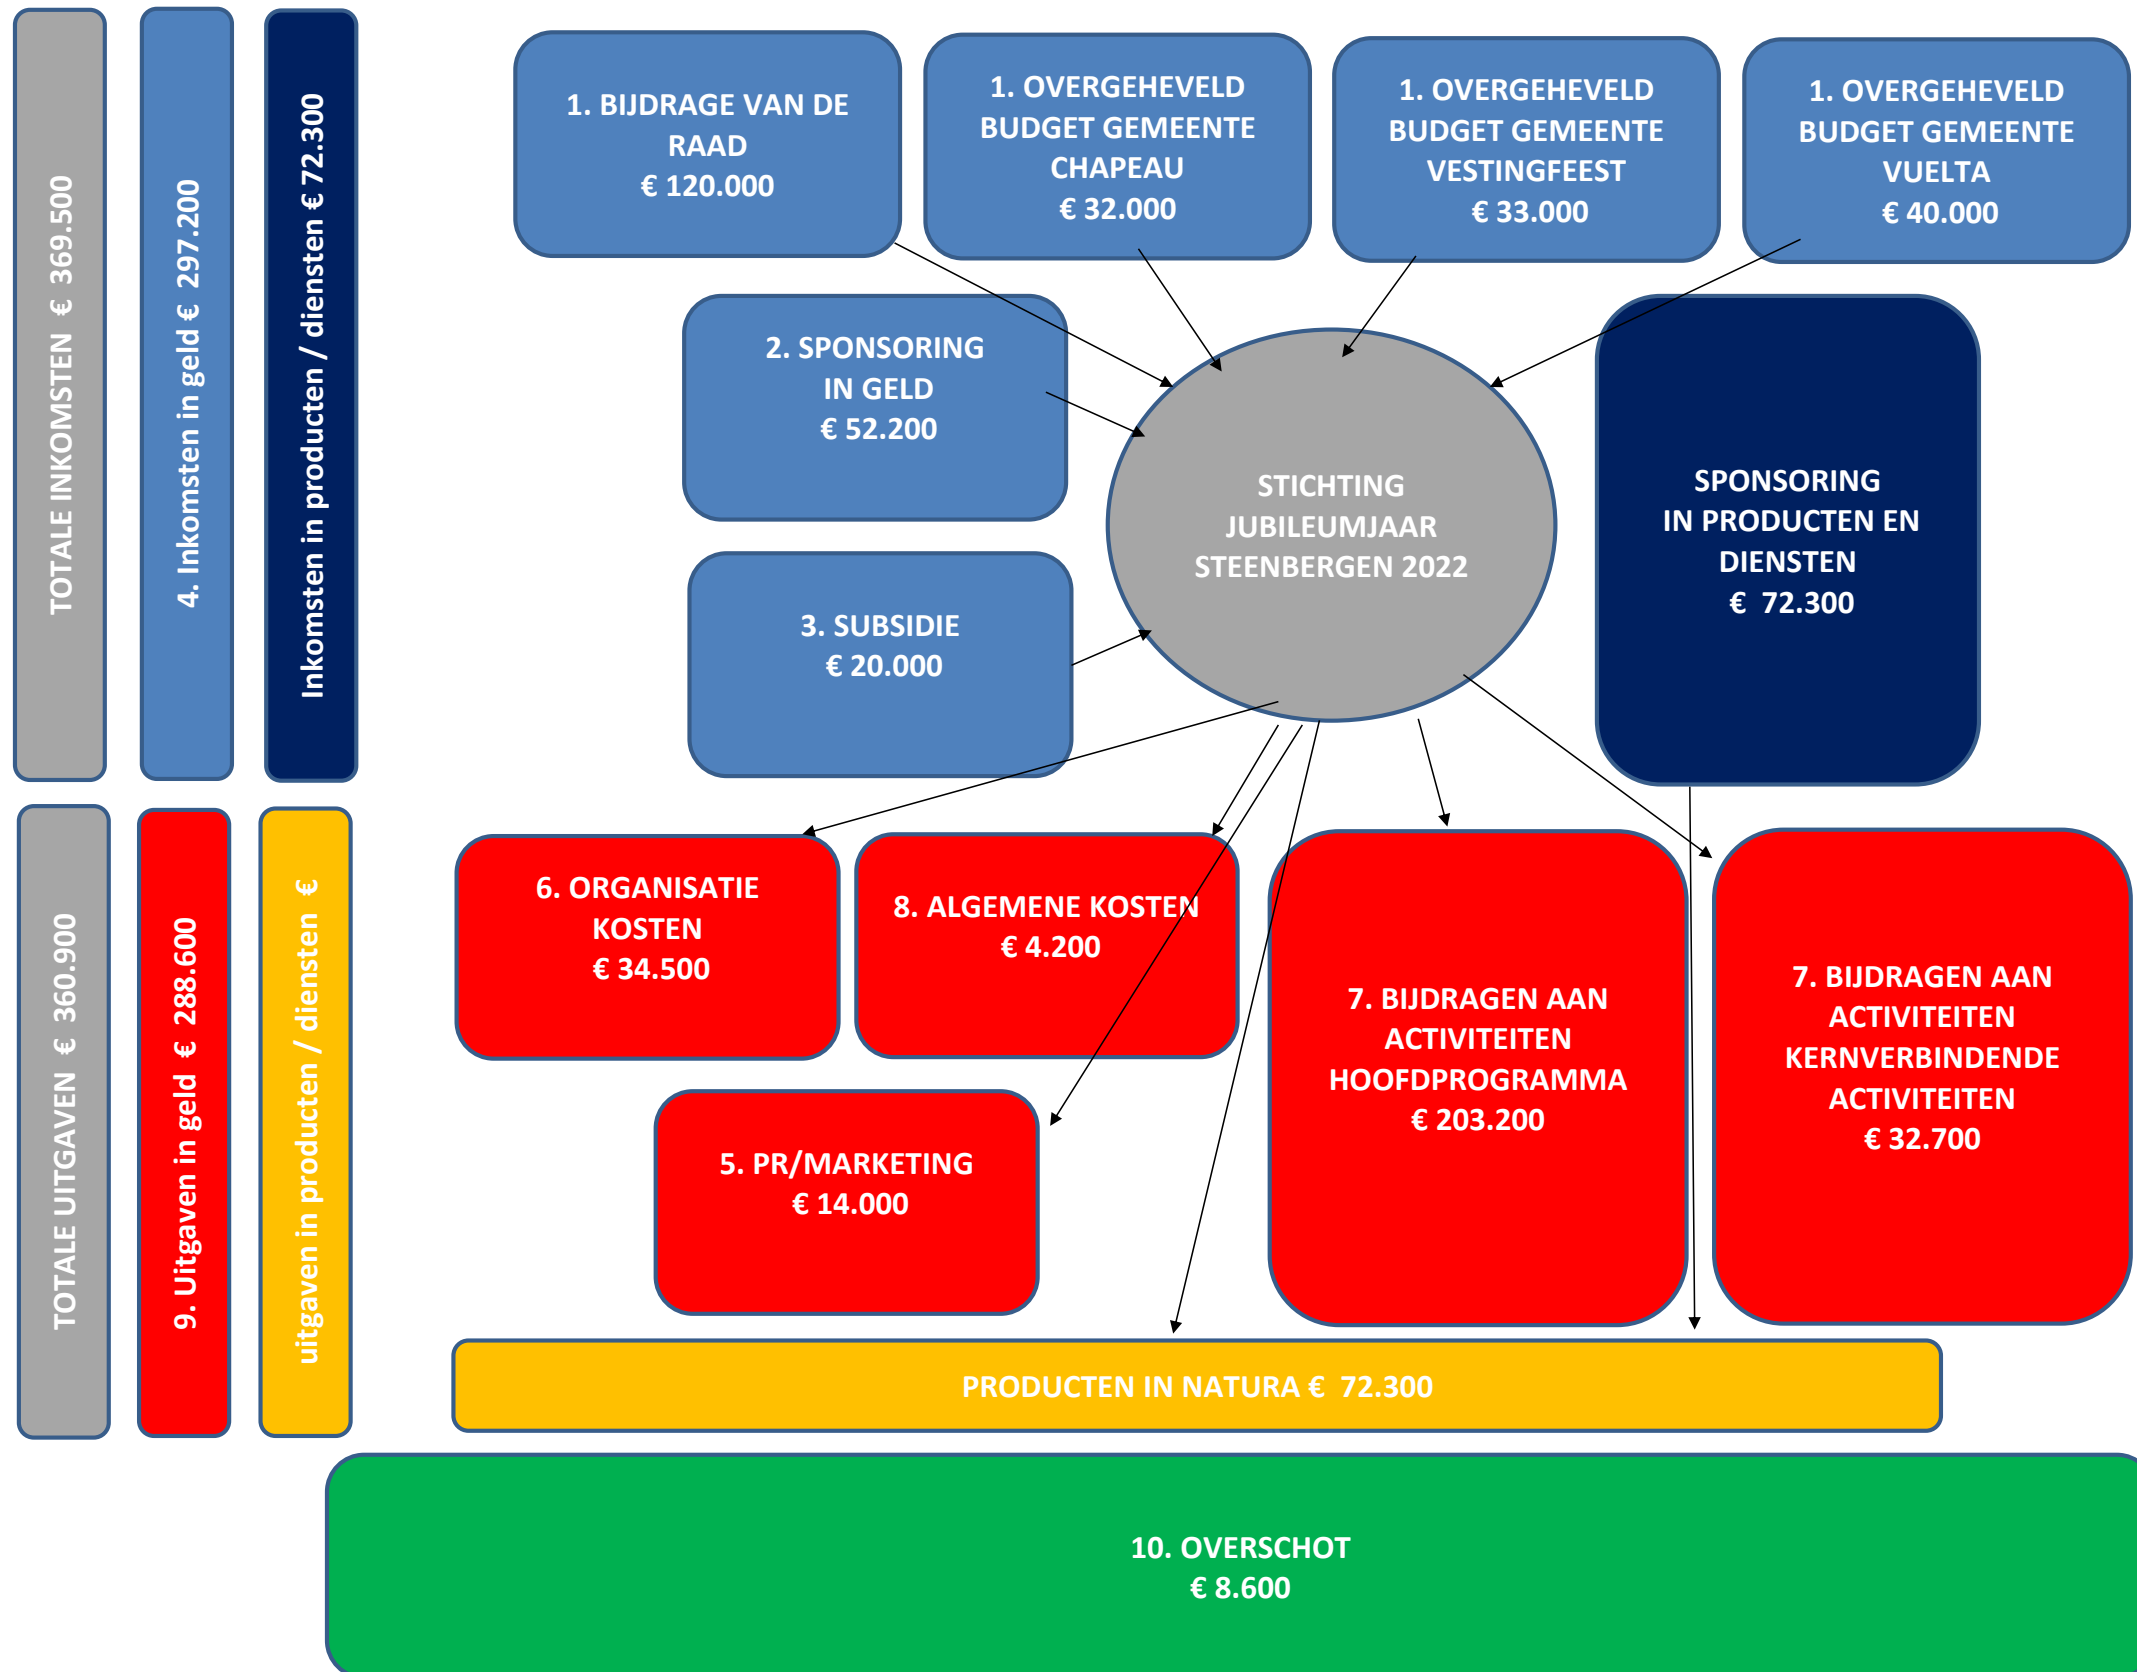 TOTALE INKOMSTEN € 369.500
4. Inkomsten in geld € 297.200
Inkomsten in producten / diensten € 72.300
1. BIJDRAGE VAN DE
RAAD
€ 120.000
1. OVERGEHEVELD
BUDGET GEMEENTE
CHAPEAU
€ 32.000
1. OVERGEHEVELD
BUDGET GEMEENTE
VESTINGFEEST
€ 33.000
1. OVERGEHEVELD
BUDGET GEMEENTE
VUELTA
€ 40.000
2. SPONSORING
IN GELD
€ 52.200
STICHTING
JUBILEUMJAAR
STEENBERGEN 2022
SPONSORING
IN PRODUCTEN EN
DIENSTEN
€ 72.300
3. SUBSIDIE
€ 20.000
TOTALE UITGAVEN € 360.900
9. Uitgaven in geld € 288.600
uitgaven in producten / diensten €
6. ORGANISATIE
KOSTEN
€ 34.500
8. ALGEMENE KOSTEN
€ 4.200
7. BIJDRAGEN AAN
ACTIVITEITEN
HOOFDPROGRAMMA
€ 203.200
7. BIJDRAGEN AAN
ACTIVITEITEN
KERNVERBINDENDE
ACTIVITEITEN
€ 32.700
5. PR/MARKETING
€ 14.000
PRODUCTEN IN NATURA € 72.300
10. OVERSCHOT
€ 8.600